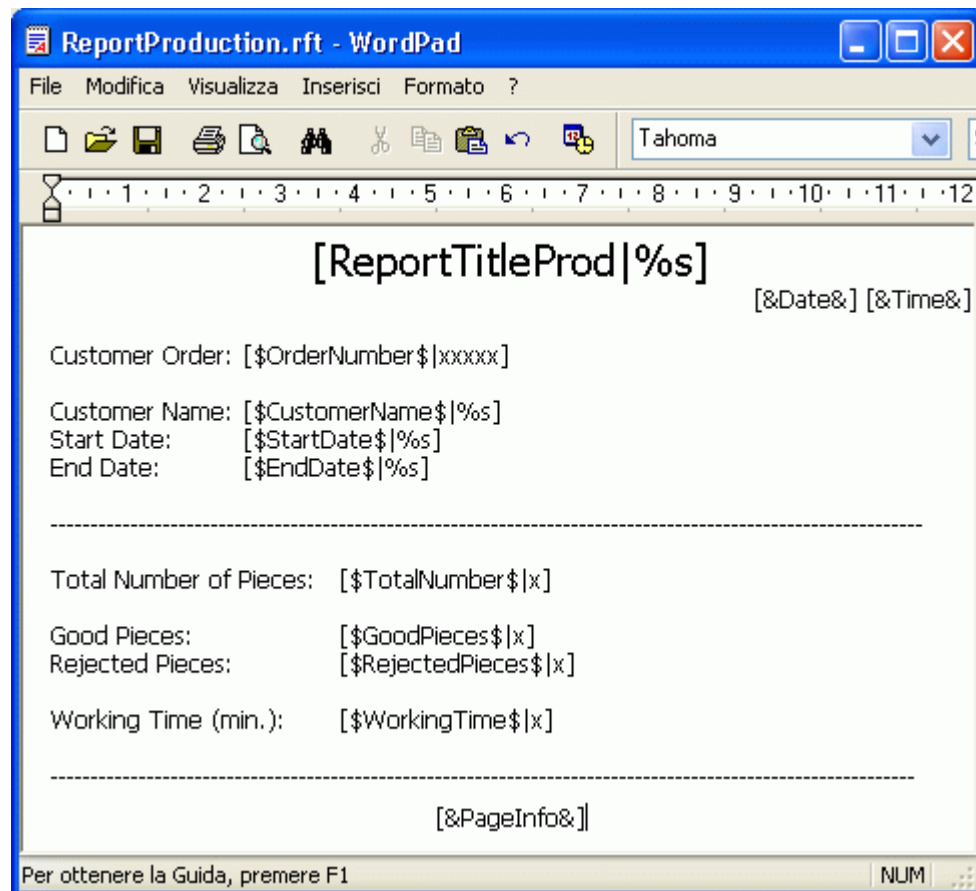 ReportProduction.rft - WordPad
File Modifica Visualizza Inserisci Formato ?
Tahoma
1 2 3 4 5 6 7 8 9 10 11 12
[ReportTitleProd|%s]
[&Date&] [&Time&]
Customer Order: [$OrderNumber$|xxxxx]
Customer Name: [$CustomerName$|%s]
Start Date: [$StartDate$|%s]
End Date: [$EndDate$|%s]
-------------------------------------------------------------------------------------------------------------
Total Number of Pieces: [$TotalNumber$|x]
Good Pieces: [$GoodPieces$|x]
Rejected Pieces: [$RejectedPieces$|x]
Working Time (min.): [$WorkingTime$|x]
------------------------------------------------------------------------------------------------------------
[&PageInfo&]
Per ottenere la Guida, premere F1 NUM